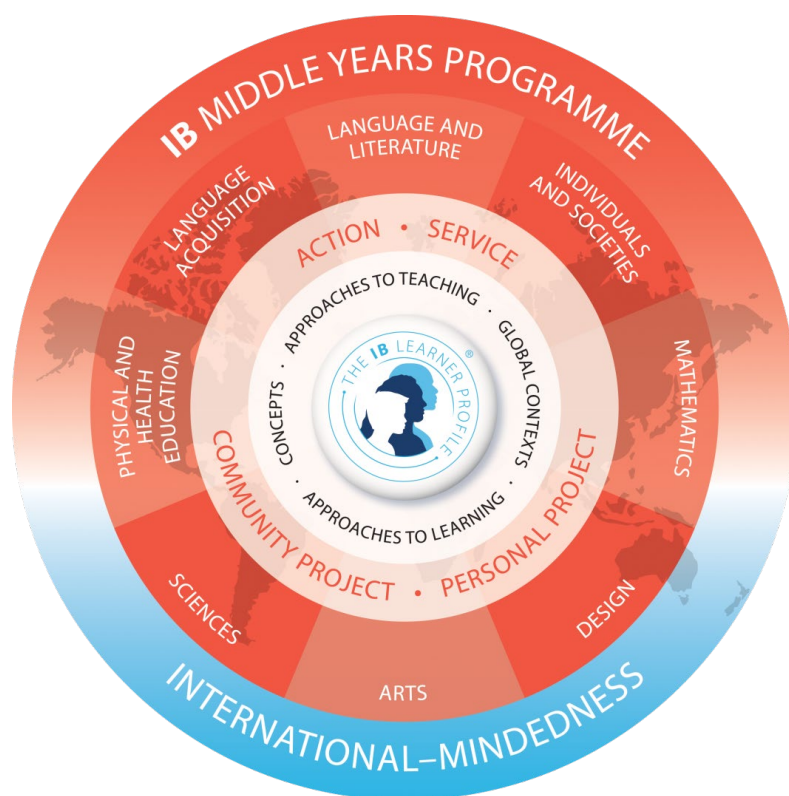 IB MIDDLE YEARS PROGRAMME
LANGUAGE AND
LITERATURE
INDIVIDUALS
AND SOCIETIES
MATHEMATICS
DESIGN
ARTS
SCIENCES
PHYSICAL AND
HEALTH
EDUCATION
LANGUAGE
ACQUISITION
ACTION • SERVICE
PERSONAL PROJECT
•
COMMUNITY PROJECT
APPROACHES TO TEACHING •
GLOBAL CONTEXTS •
APPROACHES TO LEARNING •
CONCEPTS •
• THE IB LEARNER PROFILE •
®
INTERNATIONAL–MINDEDNESS